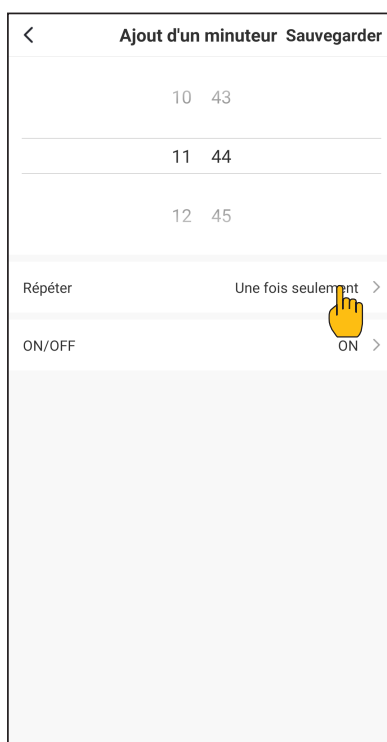 Ajout d'un minuteur Sauvegarder
10 43
11 44
12 45
Répéter Une fois seulement
ON/OFF ON